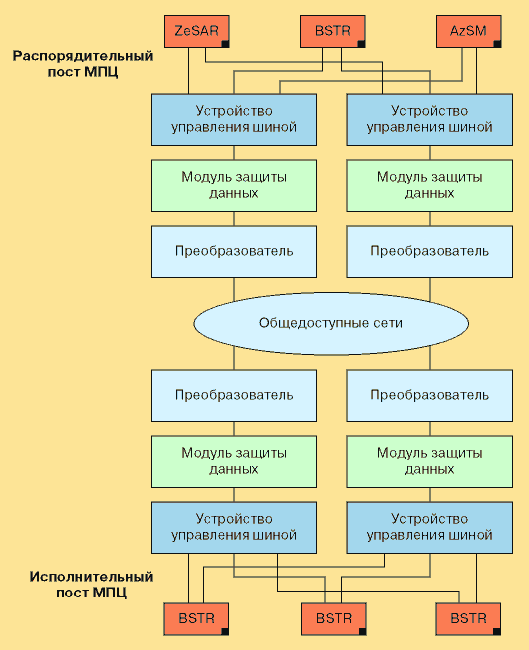 ZeSAR
BSTR
AzSM
Распорядительный
пост МПЦ
Устройство
управления шиной
Устройство
управления шиной
Модуль защиты
данных
Модуль защиты
данных
Преобразователь
Преобразователь
Общедоступные сети
Преобразователь
Преобразователь
Модуль защиты
данных
Модуль защиты
данных
Устройство
управления шиной
Устройство
управления шиной
Исполнительный
пост МПЦ
BSTR
BSTR
BSTR